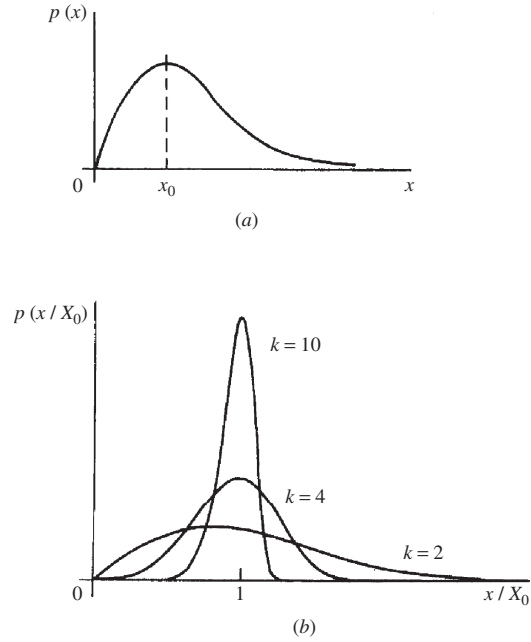 p (x)
0
x₀
x
(a)
p (x / X₀)
k = 10
k = 4
k = 2
0
1
x / X₀
(b)